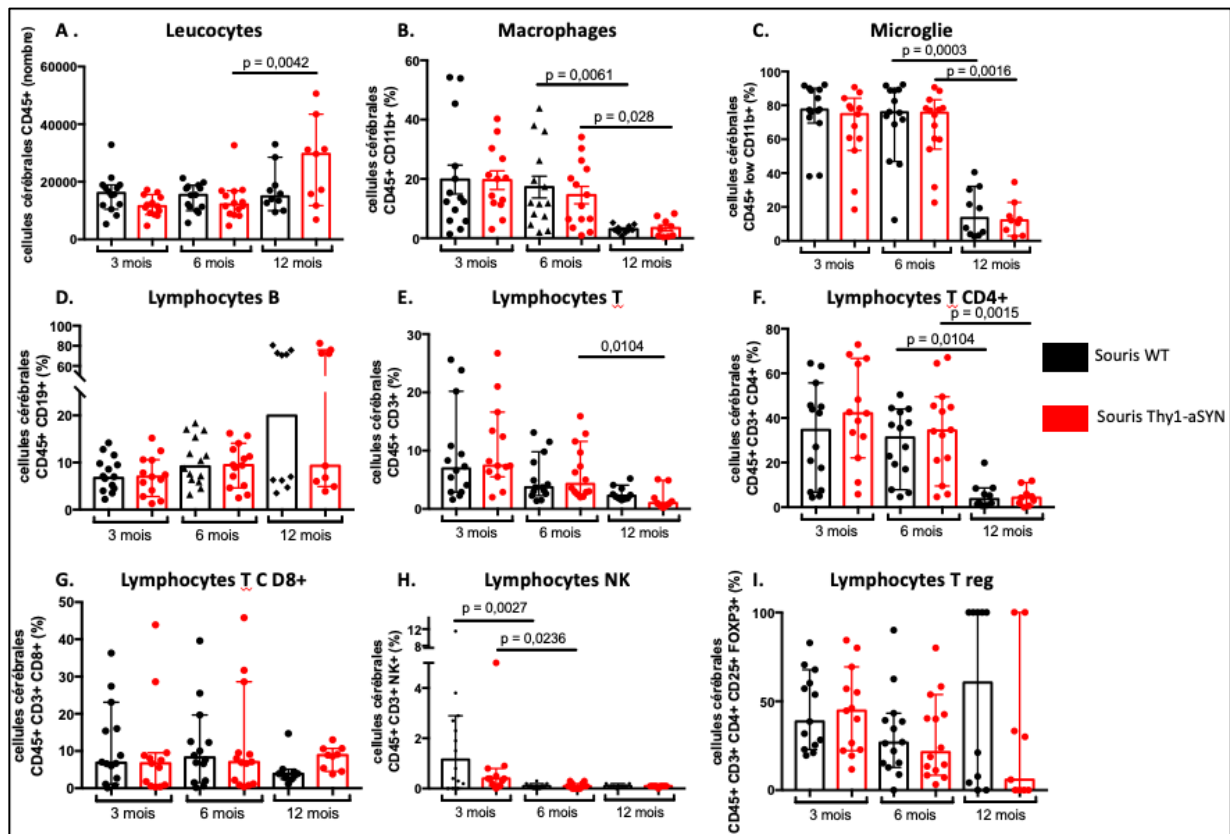 A . Leucocytes
cellules cérébrales CD45+ (nombre)
60000
40000
20000
0
p = 0,0042
3 mois 6 mois 12 mois
B. Macrophages
cellules cérébrales
CD45+ CD11b+ (%)
60
40
20
0
p = 0,0061
p = 0,028
3 mois 6 mois 12 mois
C. Microglie
cellules cérébrales
CD45+ low CD11b+ (%)
100
80
60
40
20
0
p = 0,0003
p = 0,0016
3 mois 6 mois 12 mois
D. Lymphocytes B
cellules cérébrales
CD45+ CD19+ (%)
100
80
60
20
10
0
3 mois 6 mois 12 mois
E. Lymphocytes T
cellules cérébrales
CD45+ CD3+ (%)
30
20
10
0
0,0104
3 mois 6 mois 12 mois
F. Lymphocytes T CD4+
cellules cérébrales
CD45+ CD3+ CD4+ (%)
80
60
40
20
0
p = 0,0015
p = 0,0104
3 mois 6 mois 12 mois
Souris WT
Souris Thy1-aSYN
G. Lymphocytes T C D8+
cellules cérébrales
CD45+ CD3+ CD8+ (%)
50
40
30
20
10
0
3 mois 6 mois 12 mois
H. Lymphocytes NK
cellules cérébrales
CD45+ CD3+ NK+ (%)
12
8
4
2
0
p = 0,0027
p = 0,0236
3 mois 6 mois 12 mois
I. Lymphocytes T reg
cellules cérébrales
CD45+ CD3+ CD4+ CD25+ FOXP3+ (%)
100
50
0
3 mois 6 mois 12 mois